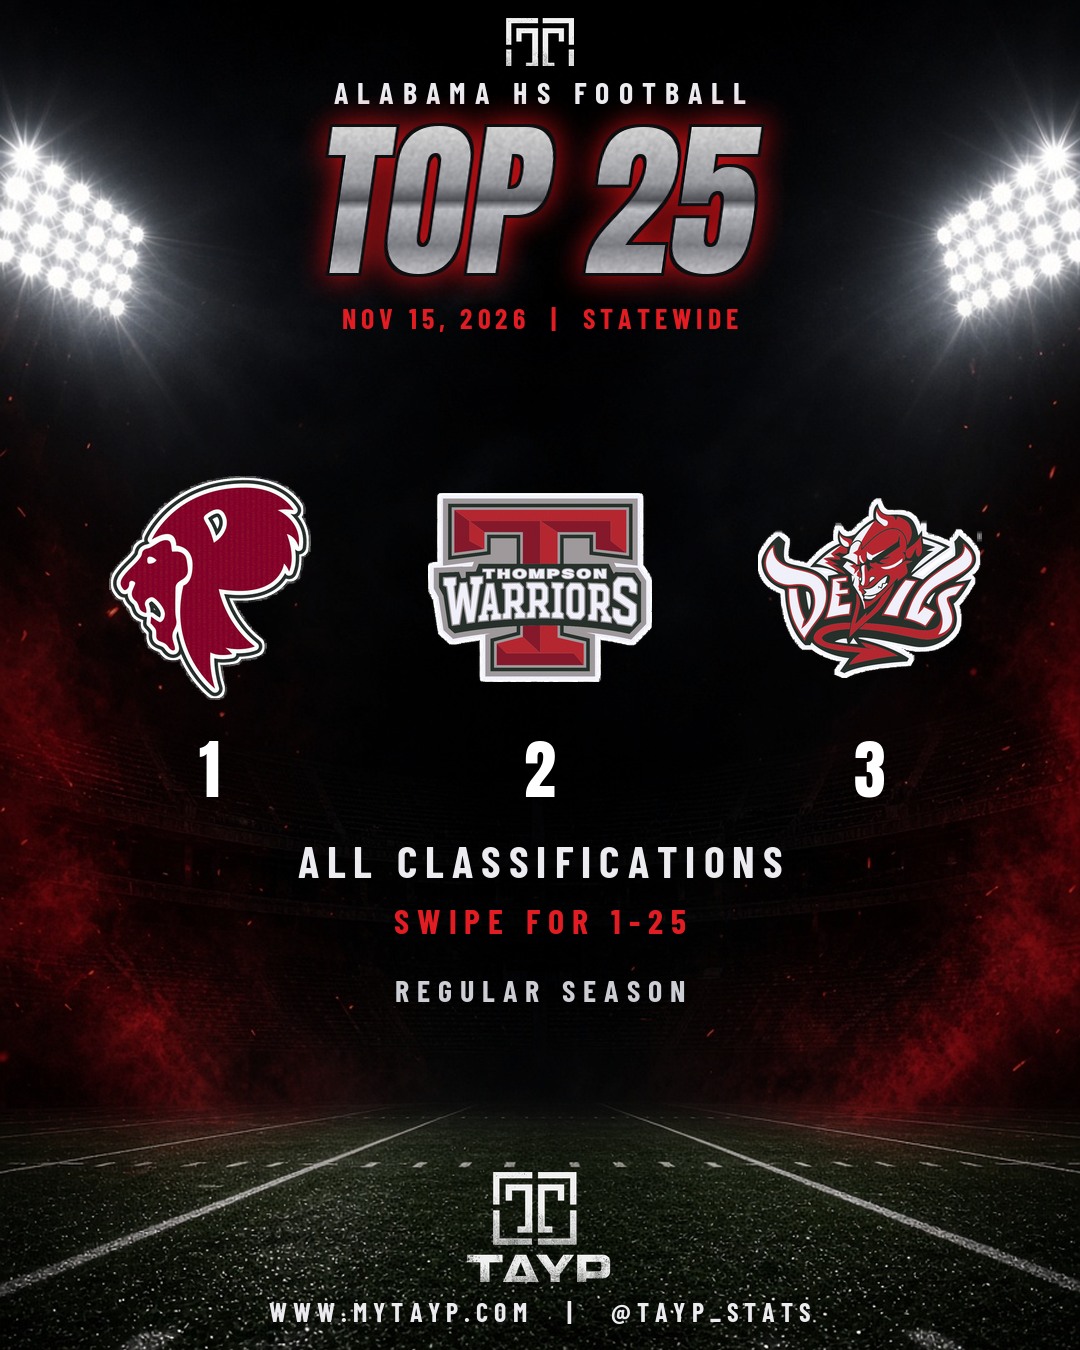 ALABAMA HS FOOTBALL
TOP 25
NOV 15, 2026 | STATEWIDE
P
T
THOMPSON
WARRIORS
DEVILS
1
2
3
ALL CLASSIFICATIONS
SWIPE FOR 1-25
REGULAR SEASON
TAYP
WWW.MYTAYP.COM | @TAYP_STATS